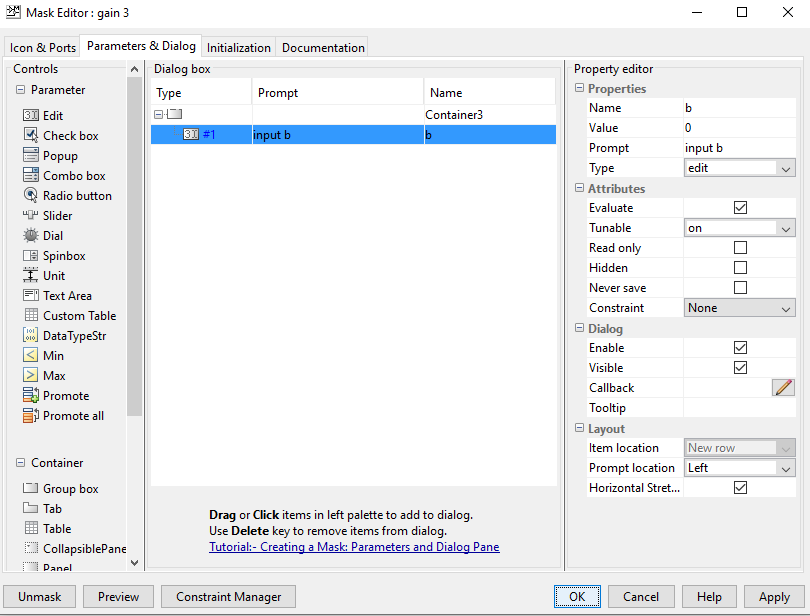 Mask Editor : gain 3
Icon & Ports
Parameters & Dialog
Initialization
Documentation
Controls
Parameter
Edit
Check box
Popup
Combo box
Radio button
Slider
Dial
Spinbox
Unit
Text Area
Custom Table
DataTypeStr
Min
Max
Promote
Promote all
Container
Group box
Tab
Table
CollapsiblePane
Panel
Dialog box
Type Prompt Name
Container3
#1 input b b
Drag or Click items in left palette to add to dialog.
Use Delete key to remove items from dialog.
Tutorial:- Creating a Mask: Parameters and Dialog Pane
Property editor
Properties
Name b
Value 0
Prompt input b
Type edit
Attributes
Evaluate
Tunable on
Read only
Hidden
Never save
Constraint None
Dialog
Enable
Visible
Callback
Tooltip
Layout
Item location New row
Prompt location Left
Horizontal Stret...
Unmask Preview Constraint Manager OK Cancel Help Apply